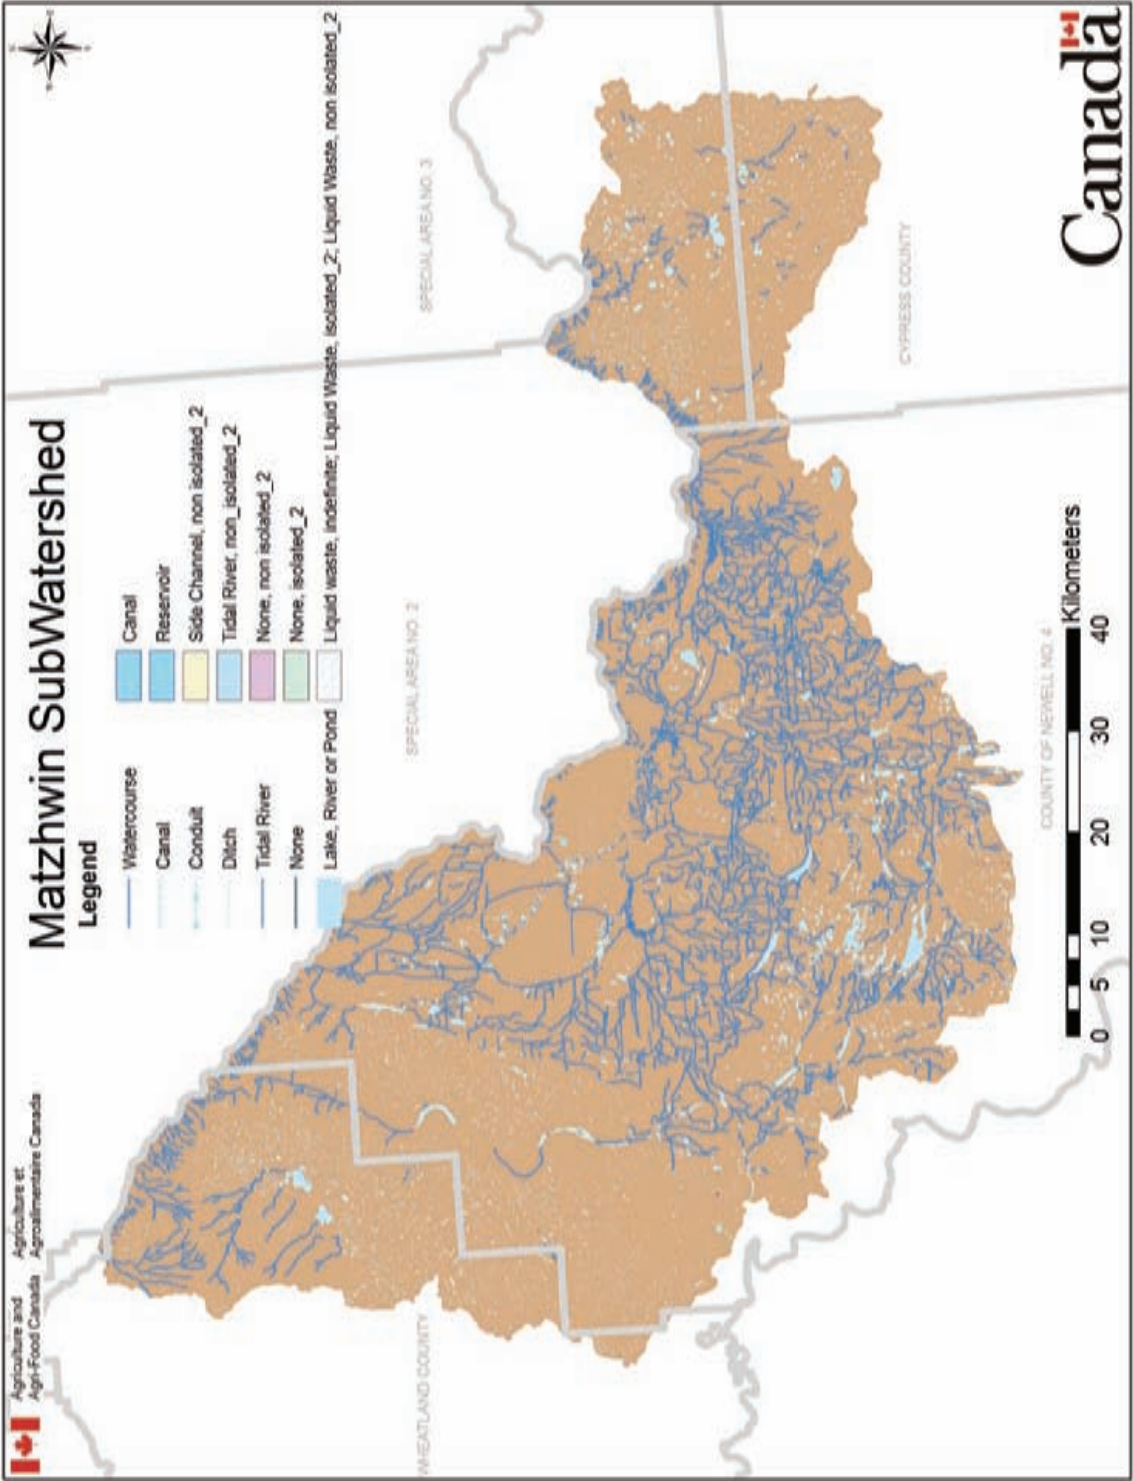 Agriculture and
Agri-Food Canada
Agriculture et
Agroalimentaire Canada
Matzhwin SubWatershed
Legend
Watercourse
Canal
Conduit
Ditch
Tidal River
None
Lake, River or Pond
Canal
Reservoir
Side Channel, non isolated_2
Tidal River, non_isolated_2
None, non isolated_2
None, isolated_2
Liquid waste, indefinite; Liquid Waste, isolated_2; Liquid Waste, non isolated_2
SPECIAL AREA NO. 3
SPECIAL AREA NO. 2
CYPRESS COUNTY
WHEATLAND COUNTY
COUNTY OF NEWELL NO. 4
0 5 10 20 30 40
Kilometers
Canada